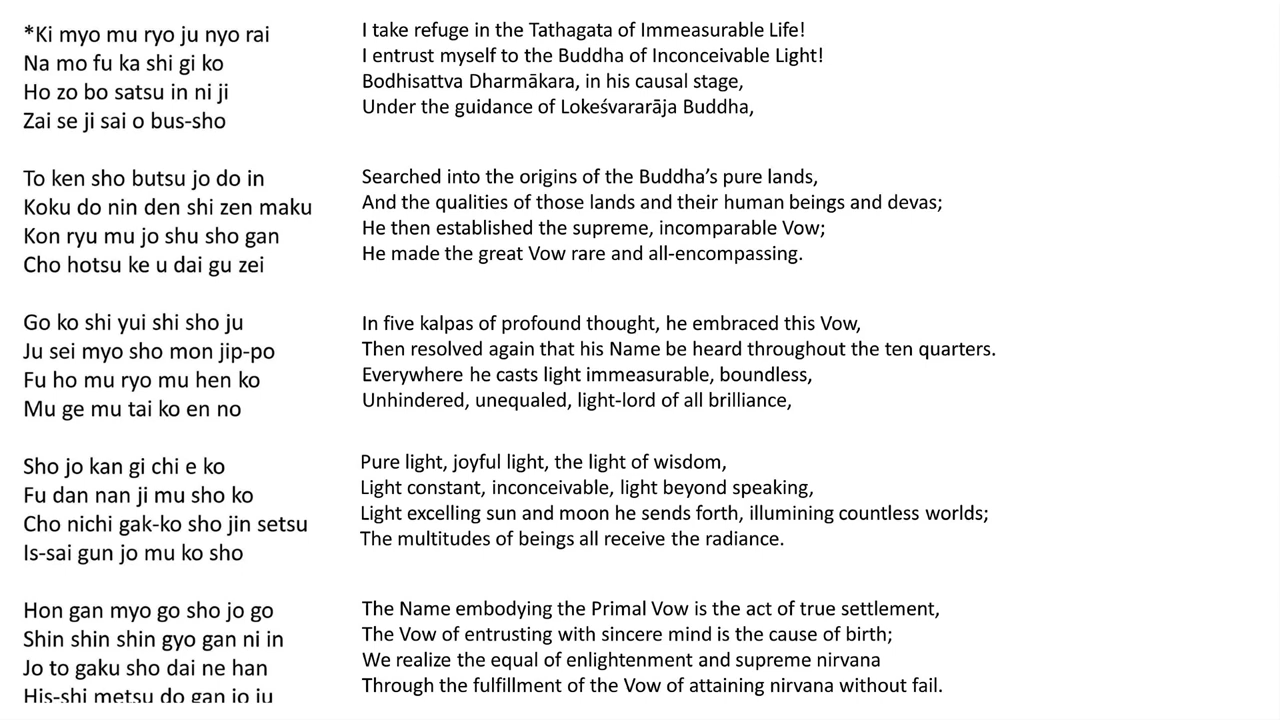 *Ki myo mu ryo ju nyo rai
Na mo fu ka shi gi ko
Ho zo bo satsu in ni ji
Zai se ji sai o bus-sho
To ken sho butsu jo do in
Koku do nin den shi zen maku
Kon ryu mu jo shu sho gan
Cho hotsu ke u dai gu zei
Go ko shi yui shi sho ju
Ju sei myo sho mon jip-po
Fu ho mu ryo mu hen ko
Mu ge mu tai ko en no
Sho jo kan gi chi e ko
Fu dan nan ji mu sho ko
Cho nichi gak-ko sho jin setsu
Is-sai gun jo mu ko sho
Hon gan myo go sho jo go
Shin shin shin gyo gan ni in
Jo to gaku sho dai ne han
His-shi metsu do gan jo ju
I take refuge in the Tathagata of Immeasurable Life!
I entrust myself to the Buddha of Inconceivable Light!
Bodhisattva Dharmākara, in his causal stage,
Under the guidance of Lokeśvararāja Buddha,
Searched into the origins of the Buddha’s pure lands,
And the qualities of those lands and their human beings and devas;
He then established the supreme, incomparable Vow;
He made the great Vow rare and all-encompassing.
In five kalpas of profound thought, he embraced this Vow,
Then resolved again that his Name be heard throughout the ten quarters.
Everywhere he casts light immeasurable, boundless,
Unhindered, unequaled, light-lord of all brilliance,
Pure light, joyful light, the light of wisdom,
Light constant, inconceivable, light beyond speaking,
Light excelling sun and moon he sends forth, illumining countless worlds;
The multitudes of beings all receive the radiance.
The Name embodying the Primal Vow is the act of true settlement,
The Vow of entrusting with sincere mind is the cause of birth;
We realize the equal of enlightenment and supreme nirvana
Through the fulfillment of the Vow of attaining nirvana without fail.